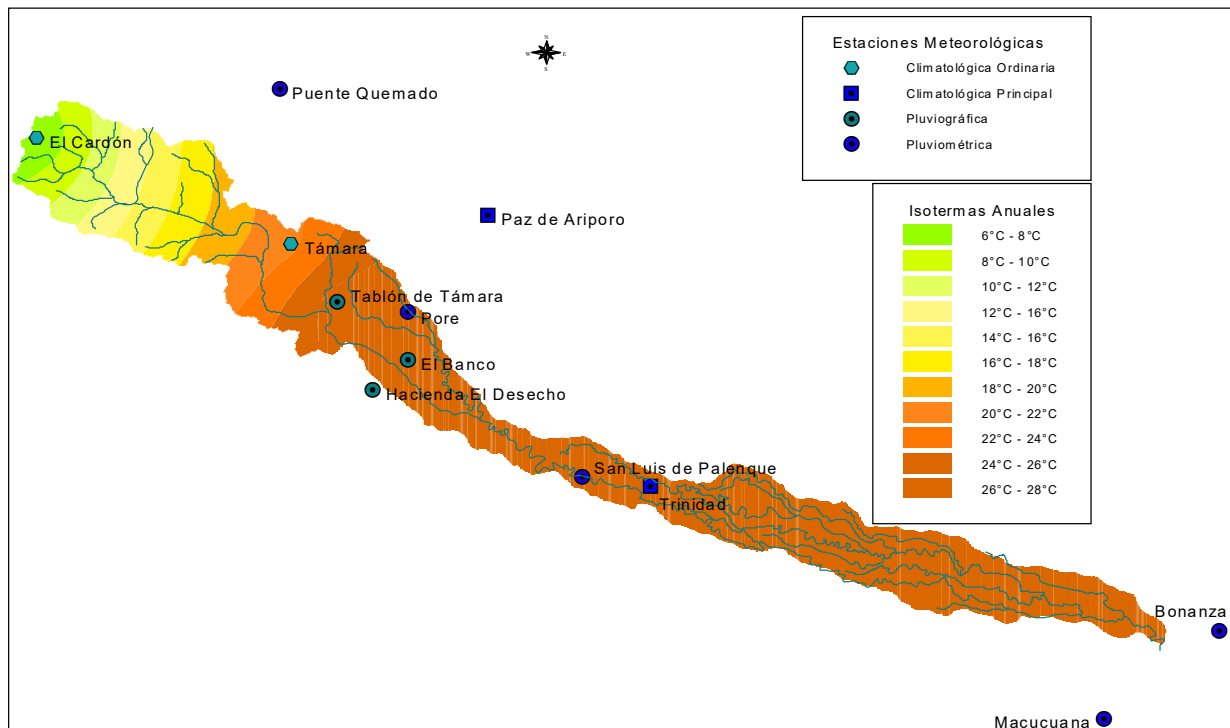 N
W E
S
Estaciones Meteorológicas
Climatológica Ordinaria
Climatológica Principal
Pluviográfica
Pluviométrica
Puente Quemado
El Cardón
Paz de Ariporo
Támara
Tablón de Támara
Pore
El Banco
Hacienda El Desecho
San Luis de Palenque
Trinidad
Bonanza
Macucuana
Isotermas Anuales
6°C - 8°C
8°C - 10°C
10°C - 12°C
12°C - 16°C
14°C - 16°C
16°C - 18°C
18°C - 20°C
20°C - 22°C
22°C - 24°C
24°C - 26°C
26°C - 28°C